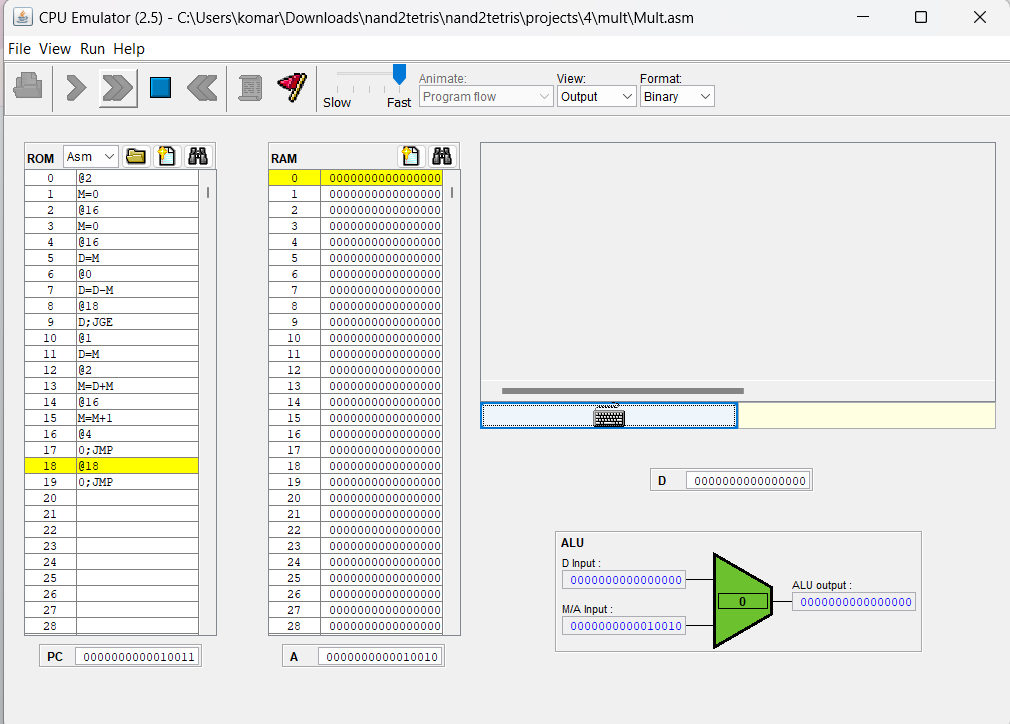 CPU Emulator (2.5) - C:\Users\komar\Downloads\nand2tetris\nand2tetris\projects\4\mult\Mult.asm
File View Run Help
Slow Fast
Animate:
Program flow
View:
Output
Format:
Binary
ROM Asm
0 @2
1 M=0
2 @16
3 M=0
4 @16
5 D=M
6 @0
7 D=D-M
8 @18
9 D;JGE
10 @1
11 D=M
12 @2
13 M=D+M
14 @16
15 M=M+1
16 @4
17 0;JMP
18 @18
19 0;JMP
20
21
22
23
24
25
26
27
28
PC 0000000000010011
RAM
0 0000000000000000
1 0000000000000000
2 0000000000000000
3 0000000000000000
4 0000000000000000
5 0000000000000000
6 0000000000000000
7 0000000000000000
8 0000000000000000
9 0000000000000000
10 0000000000000000
11 0000000000000000
12 0000000000000000
13 0000000000000000
14 0000000000000000
15 0000000000000000
16 0000000000000000
17 0000000000000000
18 0000000000000000
19 0000000000000000
20 0000000000000000
21 0000000000000000
22 0000000000000000
23 0000000000000000
24 0000000000000000
25 0000000000000000
26 0000000000000000
27 0000000000000000
28 0000000000000000
A 0000000000010010
D 0000000000000000
ALU
D Input :
0000000000000000
M/A Input :
0000000000010010
0
ALU output :
0000000000000000